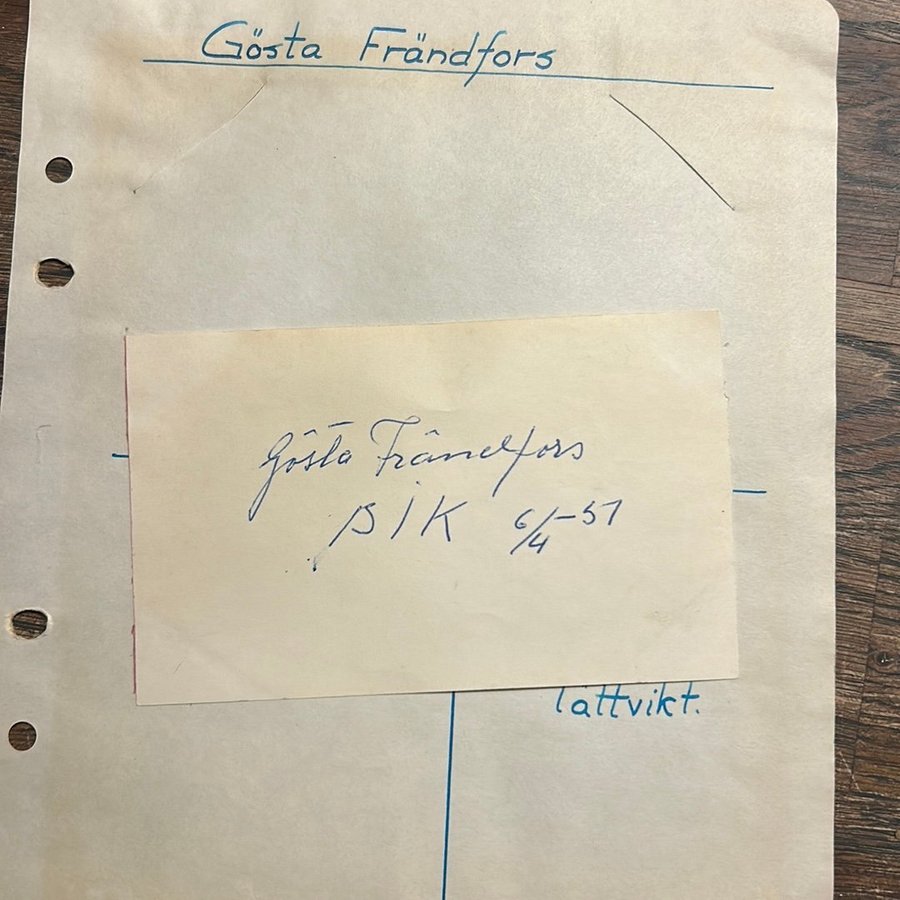 Gösta Frändfors
Gösta Frändfors
BIK 6/4-57
lättvikt.